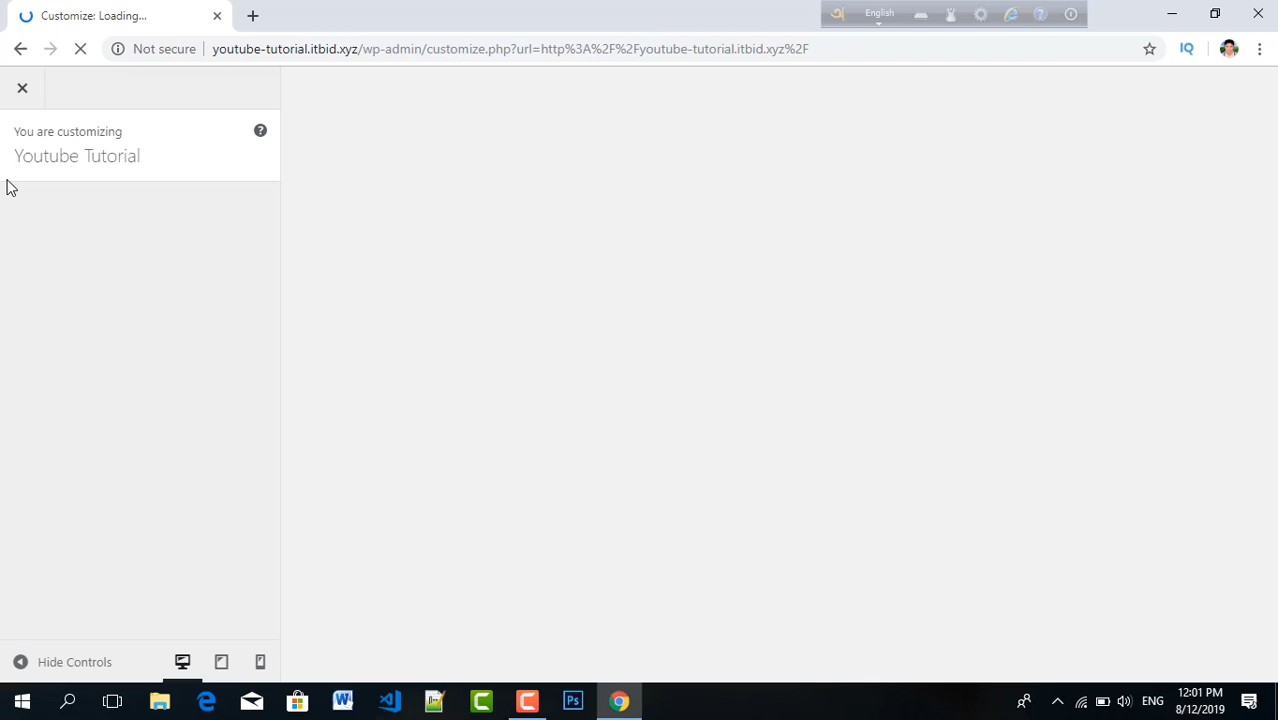 Customize: Loading...
English
Not secure
youtube-tutorial.itbid.xyz/wp-admin/customize.php?url=http%3A%2F%2Fyoutube-tutorial.itbid.xyz%2F
IQ
You are customizing
Youtube Tutorial
Hide Controls
ENG
12:01 PM
8/12/2019